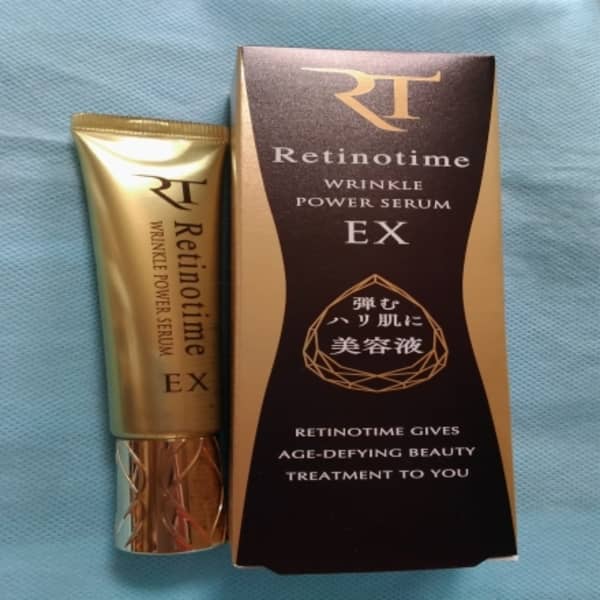 RT
Retinotime
WRINKLE POWER SERUM
EX
RT
Retinotime
WRINKLE
POWER SERUM
EX
弾む
ハリ肌に
美容液
RETINOTIME GIVES
AGE-DEFYING BEAUTY
TREATMENT TO YOU